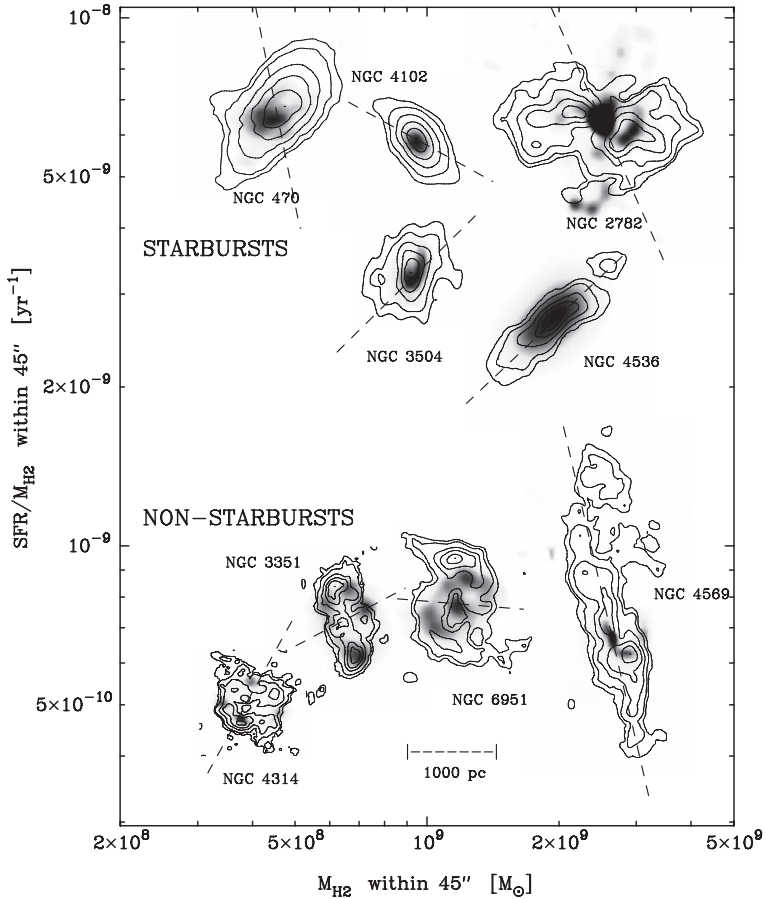 10⁻⁸
NGC 4102
5×10⁻⁹
NGC 470
NGC 2782
STARBURSTS
NGC 3504
NGC 4536
2×10⁻⁹
SFR/M_H2 within 45″ [yr⁻¹]
NON−STARBURSTS
10⁻⁹
NGC 3351
NGC 4569
5×10⁻¹⁰
NGC 6951
NGC 4314
1000 pc
2×10⁸ 5×10⁸ 10⁹ 2×10⁹ 5×10⁹
M_H2 within 45″ [M_⊙]